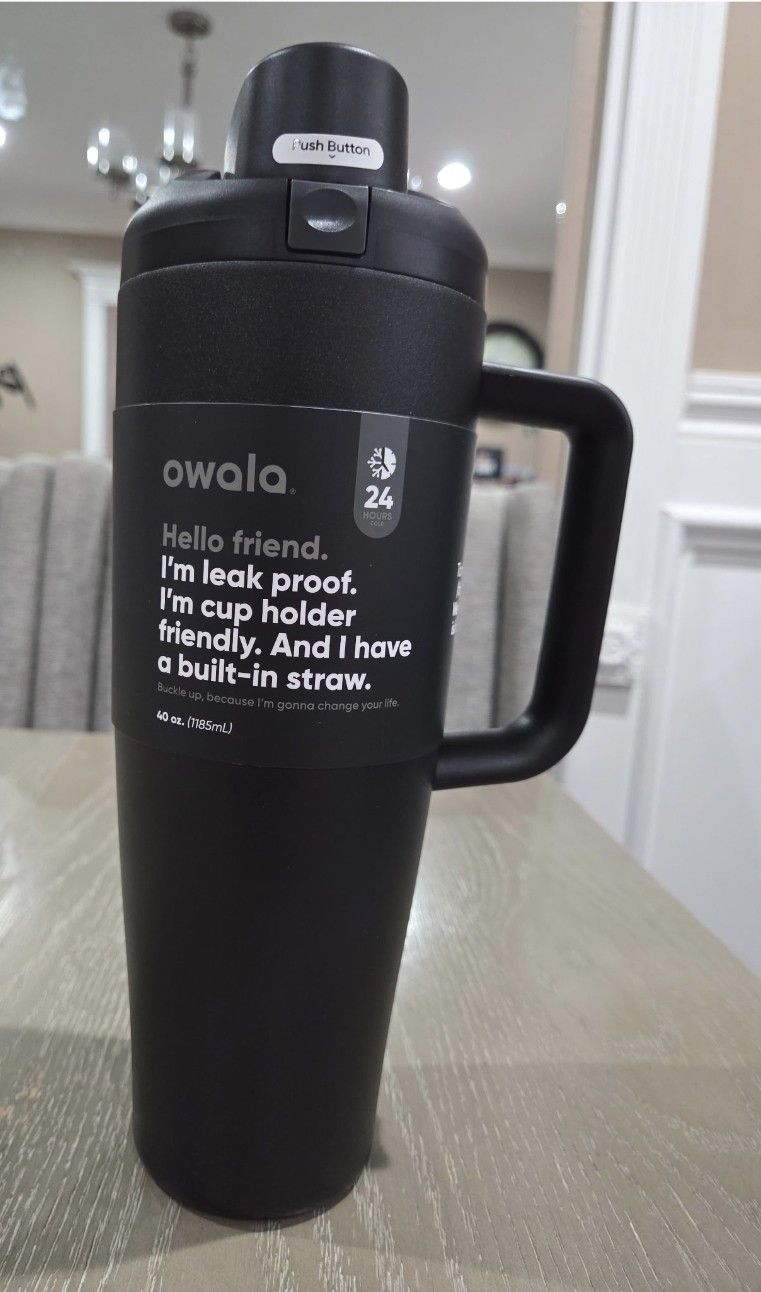 Push Button
owala®
24
HOURS
COLD
Hello friend.
I'm leak proof.
I'm cup holder
friendly. And I have
a built-in straw.
Buckle up, because I'm gonna change your life.
40 oz. (1185mL)